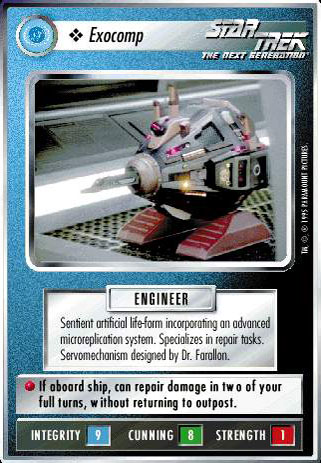 ❖ Exocomp
STAR TREK
THE NEXT GENERATION®
TM, © ® 1995 PARAMOUNT PICTURES.
ENGINEER
Sentient artificial life-form incorporating an advanced
microreplication system. Specializes in repair tasks.
Servomechanism designed by Dr. Farallon.
If aboard ship, can repair damage in two of your
full turns, without returning to outpost.
INTEGRITY 9 CUNNING 8 STRENGTH 1